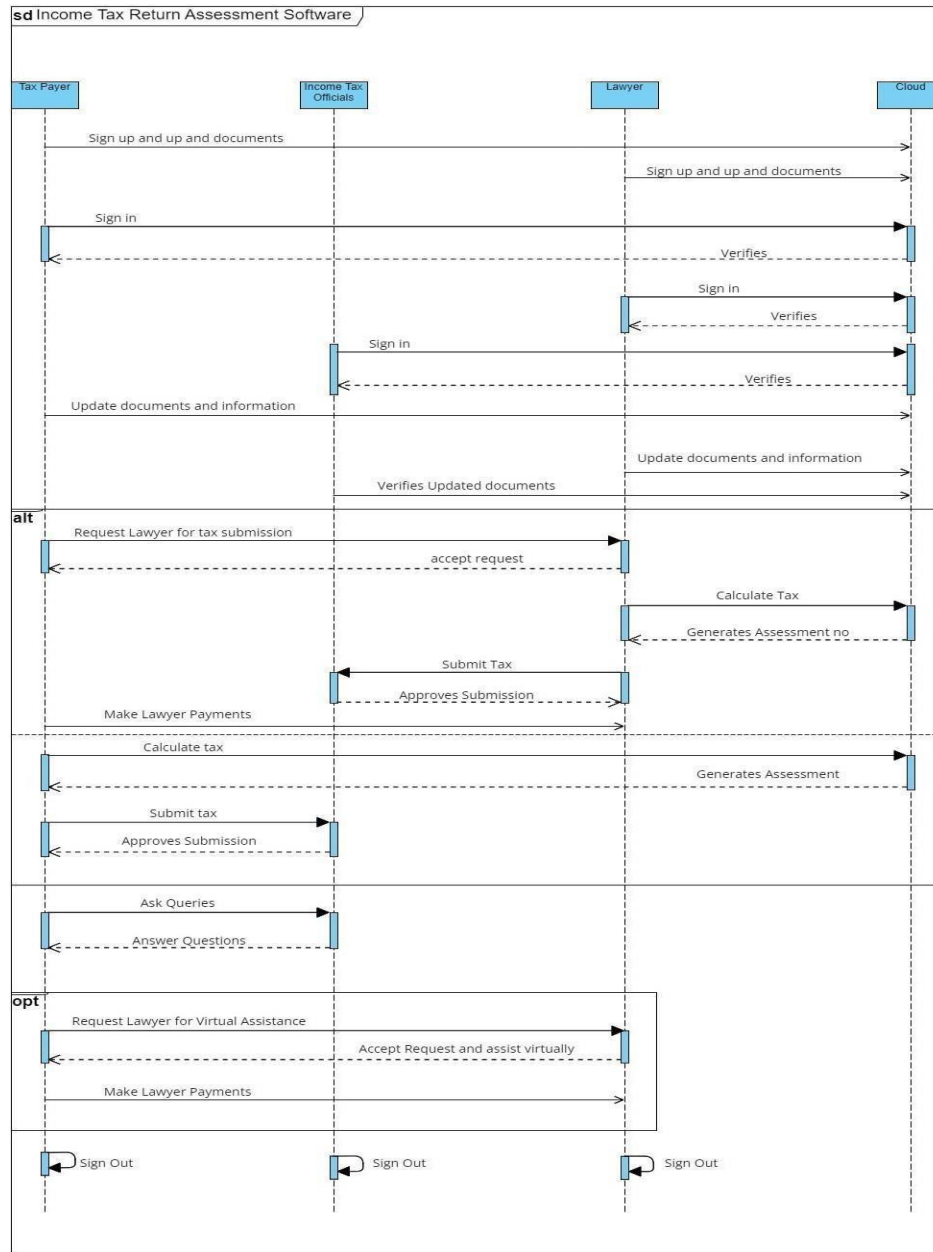 sd Income Tax Return Assessment Software
Tax Payer
Income Tax
Officials
Lawyer
Cloud
Sign up and up and documents
Sign up and up and documents
Sign in
Verifies
Sign in
Verifies
Sign in
Verifies
Update documents and information
Update documents and information
Verifies Updated documents
alt
Request Lawyer for tax submission
accept request
Calculate Tax
Generates Assessment no
Submit Tax
Approves Submission
Make Lawyer Payments
Calculate tax
Generates Assessment
Submit tax
Approves Submission
Ask Queries
Answer Questions
opt
Request Lawyer for Virtual Assistance
Accept Request and assist virtually
Make Lawyer Payments
Sign Out
Sign Out
Sign Out